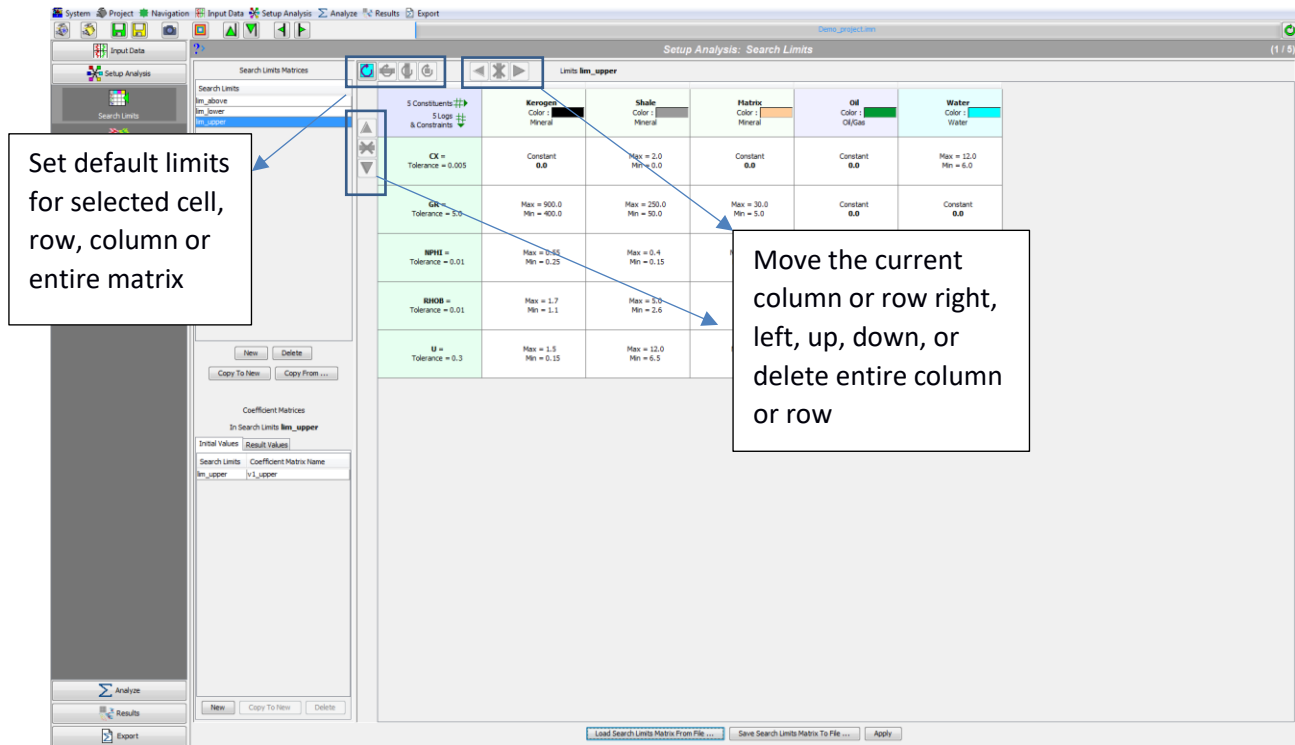 System Project Navigation Input Data Setup Analysis Analyze Results Export
Demo_project.mn
Input Data
?
Setup Analysis: Search Limits
(1 / 5)
Setup Analysis
Search Limits
Search Limits Matrices
Search Limits
lim_above
lim_lower
lim_upper
Limits lim_upper
5 Constituents
5 Logs
& Constraints
Kerogen
Color :
Mineral
Shale
Color :
Mineral
Matrix
Color :
Mineral
Oil
Color :
Oil/Gas
Water
Color :
Water
CX =
Tolerance = 0.005
Constant
0.0
Max = 2.0
Min = 0.0
Constant
0.0
Constant
0.0
Max = 12.0
Min = 6.0
GR =
Tolerance = 5.0
Max = 900.0
Min = 400.0
Max = 250.0
Min = 50.0
Max = 30.0
Min = 5.0
Constant
0.0
Constant
0.0
NPHI =
Tolerance = 0.01
Max = 0.55
Min = 0.25
Max = 0.4
Min = 0.15
RHOB =
Tolerance = 0.01
Max = 1.7
Min = 1.1
Max = 5.0
Min = 2.6
U =
Tolerance = 0.3
Max = 1.5
Min = 0.15
Max = 12.0
Min = 6.5
Set default limits
for selected cell,
row, column or
entire matrix
Move the current
column or row right,
left, up, down, or
delete entire column
or row
New Delete
Copy To New Copy From ...
Coefficient Matrices
In Search Limits lim_upper
Initial Values Result Values
Search Limits Coefficient Matrix Name
lim_upper v1_upper
New Copy To New Delete
Analyze
Results
Export
Load Search Limits Matrix From File ... Save Search Limits Matrix To File ... Apply